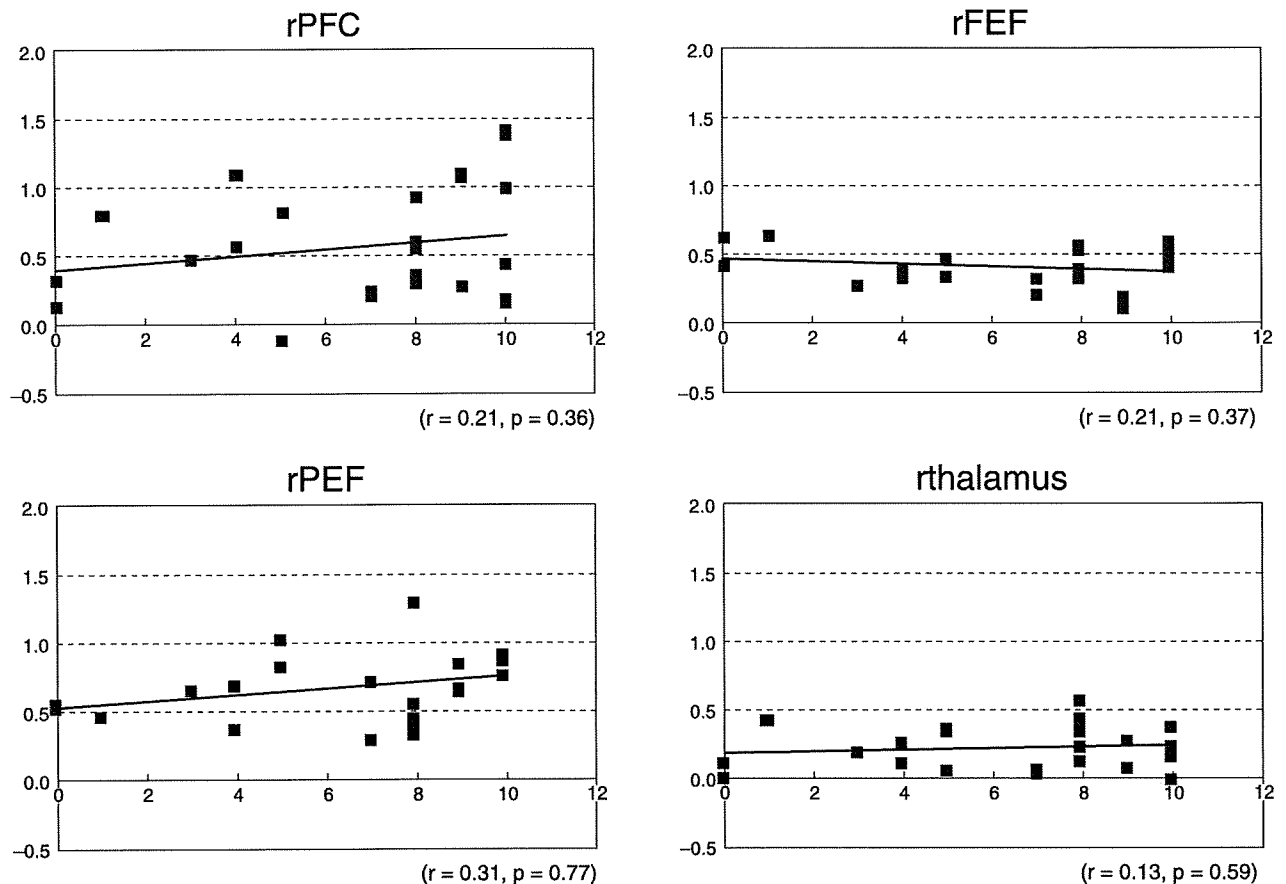 rPFC
2.0
1.5
1.0
0.5
0.0
0 2 4 6 8 10 12
−0.5
(r = 0.21, p = 0.36)
rFEF
2.0
1.5
1.0
0.5
0.0
0 2 4 6 8 10 12
−0.5
(r = 0.21, p = 0.37)
rPEF
2.0
1.5
1.0
0.5
0.0
0 2 4 6 8 10 12
−0.5
(r = 0.31, p = 0.77)
rthalamus
2.0
1.5
1.0
0.5
0.0
0 2 4 6 8 10 12
−0.5
(r = 0.13, p = 0.59)